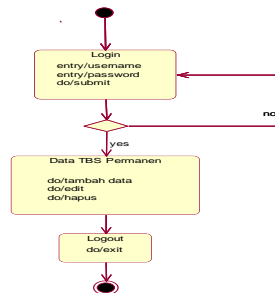 Login
entry/username
entry/password
do/submit
yes
Data TBS Permanen
do/tambah data
do/edit
do/hapus
Logout
do/exit